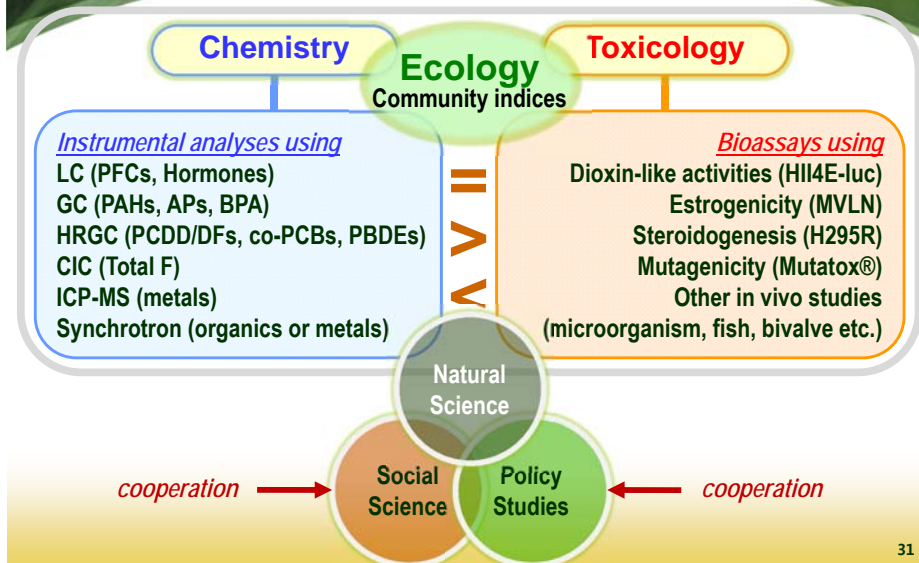 Chemistry
Ecology
Community indices
Toxicology
Instrumental analyses using
LC (PFCs, Hormones)
GC (PAHs, APs, BPA)
HRGC (PCDD/DFs, co-PCBs, PBDEs)
CIC (Total F)
ICP-MS (metals)
Synchrotron (organics or metals)
=
>
<
Bioassays using
Dioxin-like activities (HII4E-luc)
Estrogenicity (MVLN)
Steroidogenesis (H295R)
Mutagenicity (Mutatox®)
Other in vivo studies
(microorganism, fish, bivalve etc.)
Natural
Science
Social
Science
Policy
Studies
cooperation
cooperation
31